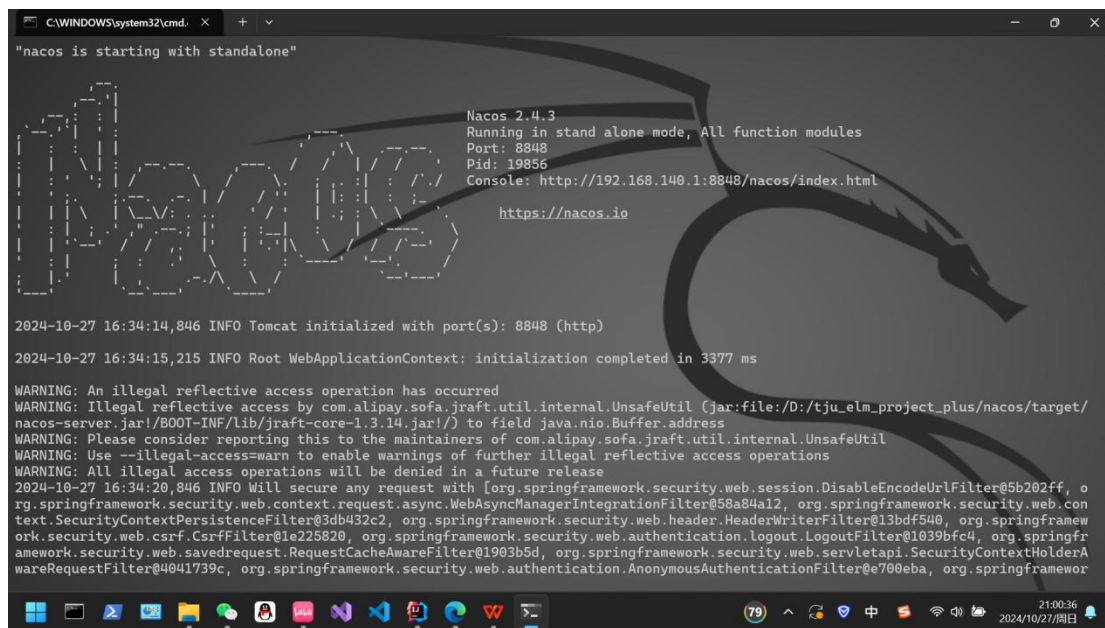 C:\WINDOWS\system32\cmd.
"nacos is starting with standalone"
Nacos 2.4.3
Running in stand alone mode, All function modules
Port: 8848
Pid: 19856
Console: http://192.168.140.1:8848/nacos/index.html
https://nacos.io
2024-10-27 16:34:14,846 INFO Tomcat initialized with port(s): 8848 (http)
2024-10-27 16:34:15,215 INFO Root WebApplicationContext: initialization completed in 3377 ms
WARNING: An illegal reflective access operation has occurred
WARNING: Illegal reflective access by com.alipay.sofa.jraft.util.internal.UnsafeUtil (jar:file:/D:/tju_elm_project_plus/nacos/target/
nacos-server.jar!/BOOT-INF/lib/jraft-core-1.3.14.jar!/) to field java.nio.Buffer.address
WARNING: Please consider reporting this to the maintainers of com.alipay.sofa.jraft.util.internal.UnsafeUtil
WARNING: Use --illegal-access=warn to enable warnings of further illegal reflective access operations
WARNING: All illegal access operations will be denied in a future release
2024-10-27 16:34:20,846 INFO Will secure any request with [org.springframework.security.web.session.DisableEncodeUrlFilter@5b202ff, o
rg.springframework.security.web.context.request.async.WebAsyncManagerIntegrationFilter@58a84a12, org.springframework.security.web.con
text.SecurityContextPersistenceFilter@3db432c2, org.springframework.security.web.header.HeaderWriterFilter@13bdf540, org.springframew
ork.security.web.csrf.CsrfFilter@1e225820, org.springframework.security.web.authentication.logout.LogoutFilter@1039bfc4, org.springfr
amework.security.web.savedrequest.RequestCacheAwareFilter@1903b5d, org.springframework.security.web.servletapi.SecurityContextHolderA
wareRequestFilter@4041739c, org.springframework.security.web.authentication.AnonymousAuthenticationFilter@e700eba, org.springframewor
79
中
21:00:36
2024/10/27/周日